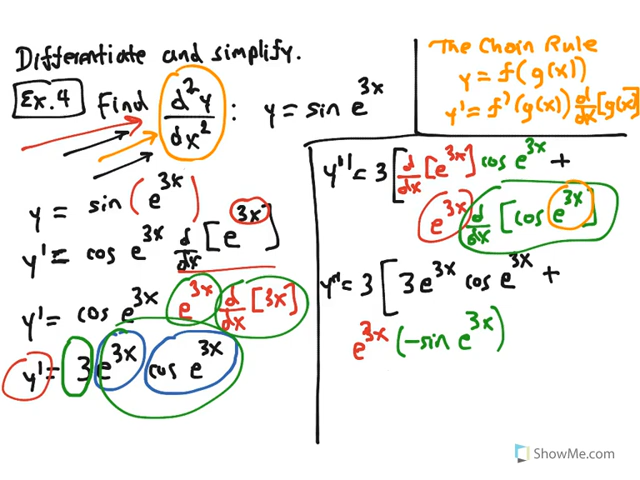 Differentiate and simplify.
Ex. 4 Find d²y/dx² : y = sin e^3x
The Chain Rule
y = f(g(x))
y' = f'(g(x)) d/dx [g(x)]
y = sin (e^3x)
y' = cos e^3x d/dx [e^3x]
y' = cos e^3x e^3x d/dx [3x]
y' = 3 e^3x cos e^3x
y'' = 3 [d/dx [e^3x] cos e^3x +
e^3x d/dx [cos e^3x]
y'' = 3 [3e^3x cos e^3x +
e^3x (-sin e^3x)
ShowMe.com